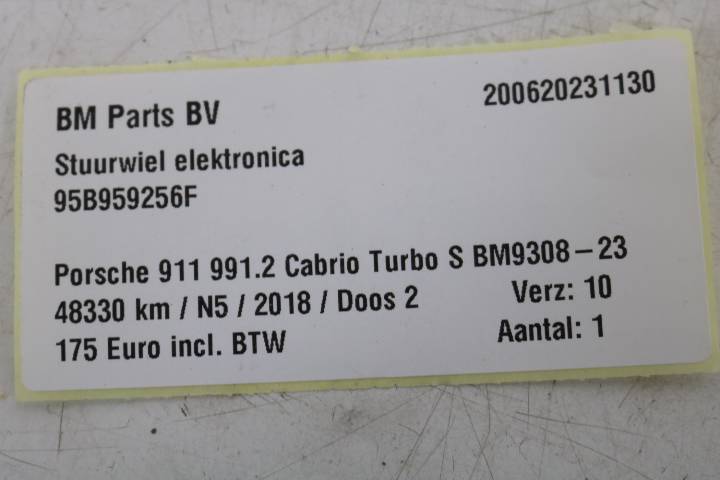 BM Parts BV 200620231130
Stuurwiel elektronica
95B959256F
Porsche 911 991.2 Cabrio Turbo S BM9308-23
48330 km / N5 / 2018 / Doos 2 Verz: 10
175 Euro incl. BTW Aantal: 1